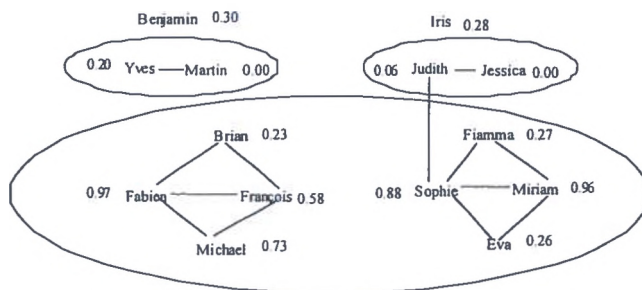 Benjamin 0.30 Iris 0.28
0.20 Yves Martin 0.00 0.06 Judith Jessica 0.00
Brian 0.23 Fiamma 0.27
0.97 Fabion François 0.58 0.88 Sophie Miriam 0.96
Michael 0.73 Eva 0.26